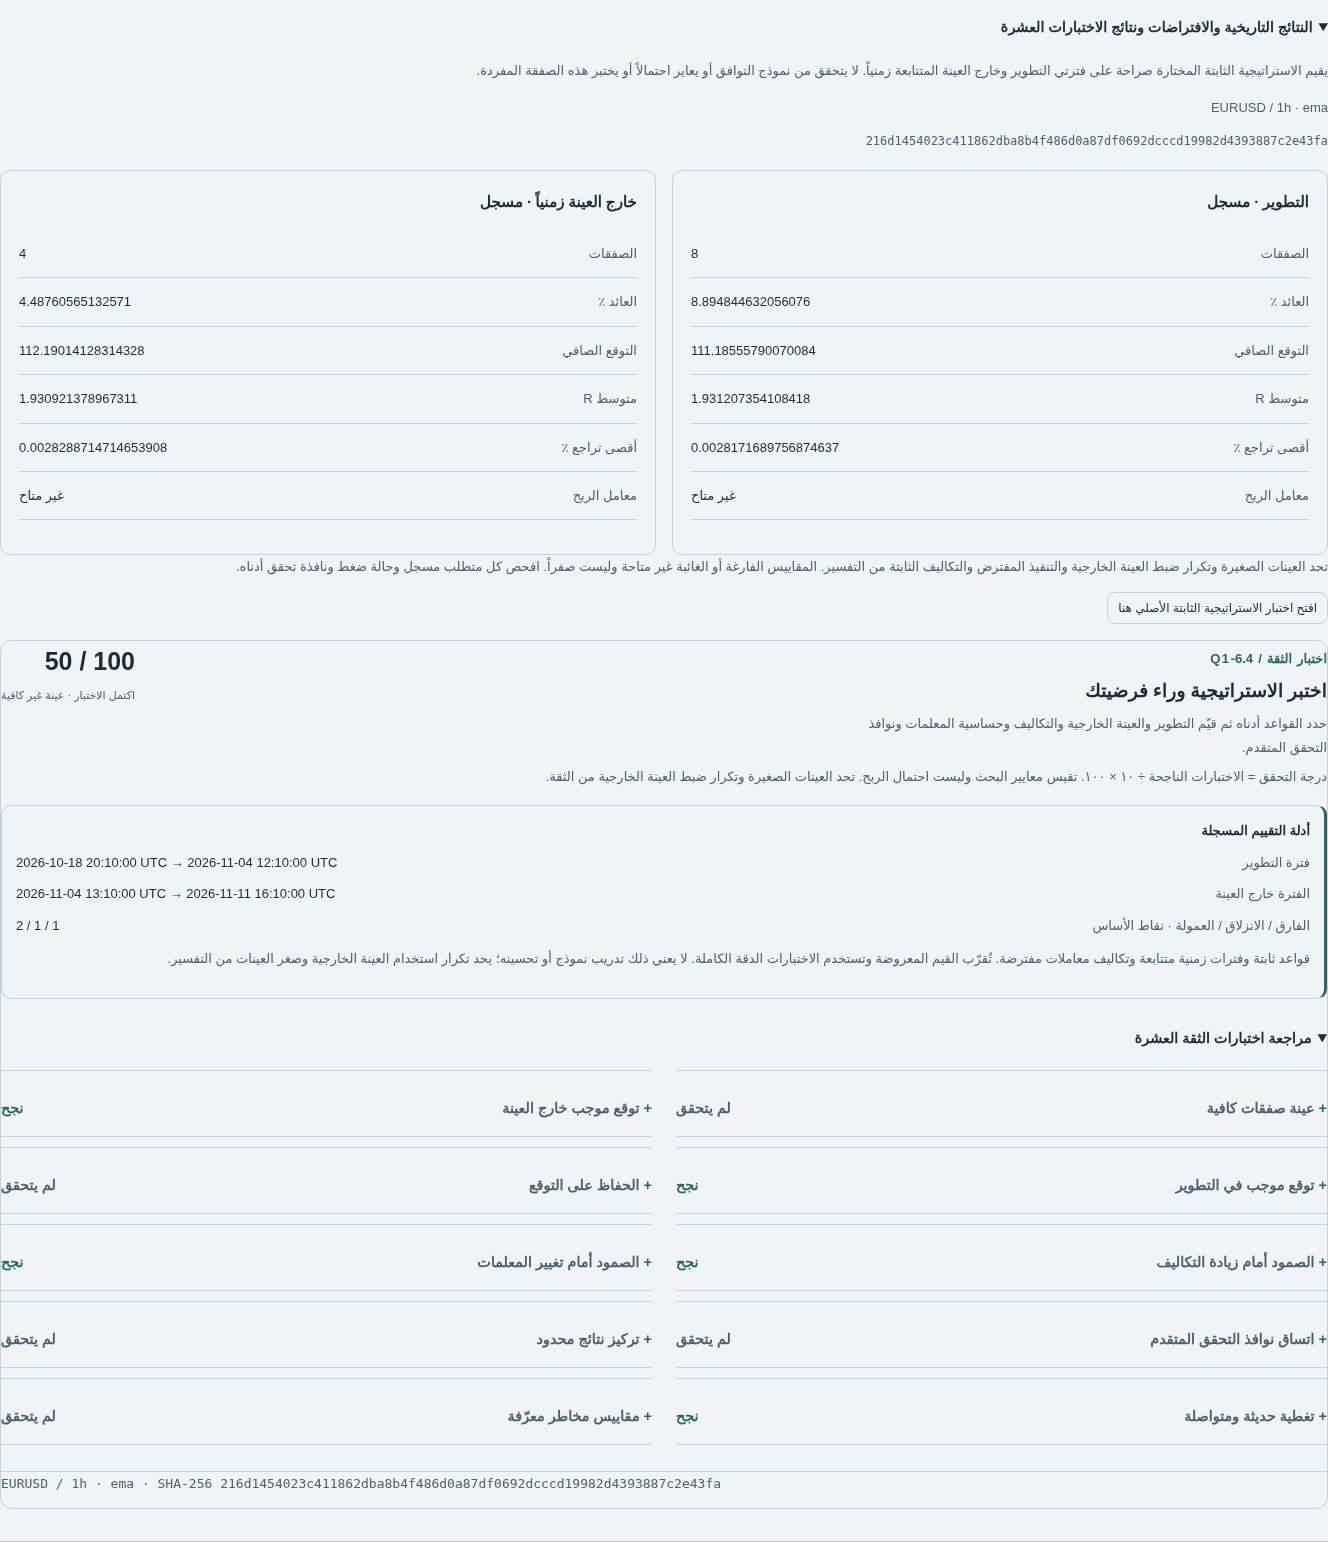 ▼ النتائج التاريخية والافتراضات ونتائج الاختبارات العشرة
يقيم الاستراتيجية الثابتة المختارة صراحة على فترتي التطوير وخارج العينة المتتابعة زمنياً. لا يتحقق من نموذج التوافق أو يعاير احتمالاً أو يختبر هذه الصفقة المفردة.
EURUSD / 1h · ema
216d1454023c411862dba8b4f486d0a87df0692dcccd19982d4393887c2e43fa
التطوير · مسجل
الصفقات 8
العائد ٪ 8.894844632056076
التوقع الصافي 111.18555790070084
متوسط R 1.931207354108418
أقصى تراجع ٪ 0.0028171689756874637
معامل الربح غير متاح
خارج العينة زمنياً · مسجل
الصفقات 4
العائد ٪ 4.48760565132571
التوقع الصافي 112.19014128314328
متوسط R 1.930921378967311
أقصى تراجع ٪ 0.0028288714714653908
معامل الربح غير متاح
تحد العينات الصغيرة وتكرار ضبط العينة الخارجية والتنفيذ المفترض والتكاليف الثابتة من التفسير. المقاييس الفارغة أو الغائبة غير متاحة وليست صفراً. افحص كل متطلب مسجل وحالة ضغط ونافذة تحقق أدناه.
افتح اختبار الاستراتيجية الثابتة الأصلي هنا
اختبار الثقة / Q1-6.4
اختبر الاستراتيجية وراء فرضيتك
حدد القواعد أدناه ثم قيّم التطوير والعينة الخارجية والتكاليف وحساسية المعلمات ونوافذ
التحقق المتقدم.
50 / 100
اكتمل الاختبار · عينة غير كافية
درجة التحقق = الاختبارات الناجحة ÷ ١٠ × ١٠٠. تقيس معايير البحث وليست احتمال الربح. تحد العينات الصغيرة وتكرار ضبط العينة الخارجية من الثقة.
أدلة التقييم المسجلة
فترة التطوير 2026-10-18 20:10:00 UTC → 2026-11-04 12:10:00 UTC
الفترة خارج العينة 2026-11-04 13:10:00 UTC → 2026-11-11 16:10:00 UTC
الفارق / الانزلاق / العمولة · نقاط الأساس 2 / 1 / 1
قواعد ثابتة وفترات زمنية متتابعة وتكاليف معاملات مفترضة. تُقرّب القيم المعروضة وتستخدم الاختبارات الدقة الكاملة. لا يعني ذلك تدريب نموذج أو تحسينه؛ يحد تكرار استخدام العينة الخارجية وصغر العينات من التفسير.
▼ مراجعة اختبارات الثقة العشرة
+ عينة صفقات كافية لم يتحقق
+ توقع موجب خارج العينة نجح
+ توقع موجب في التطوير نجح
+ الحفاظ على التوقع لم يتحقق
+ الصمود أمام زيادة التكاليف نجح
+ الصمود أمام تغيير المعلمات نجح
+ اتساق نوافذ التحقق المتقدم لم يتحقق
+ تركيز نتائج محدود لم يتحقق
+ تغطية حديثة ومتواصلة نجح
+ مقاييس مخاطر معرّفة لم يتحقق
EURUSD / 1h · ema · SHA-256 216d1454023c411862dba8b4f486d0a87df0692dcccd19982d4393887c2e43fa